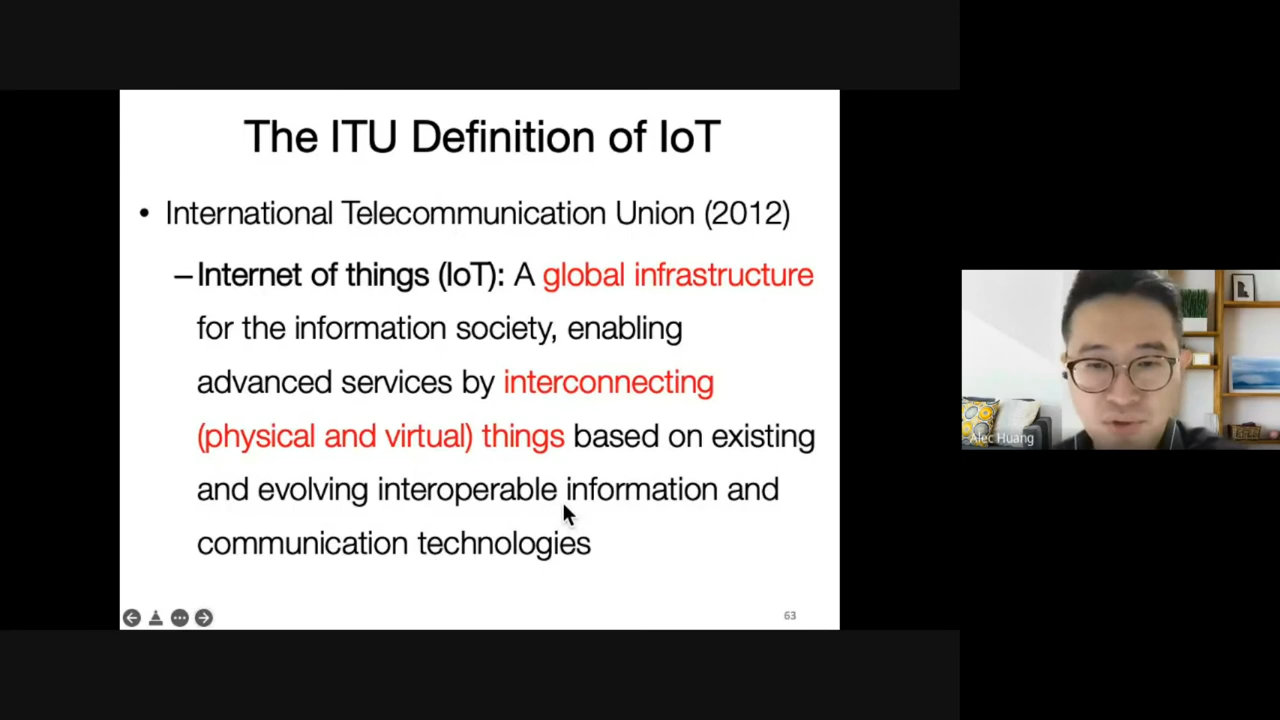 The ITU Definition of IoT
• International Telecommunication Union (2012)
–Internet of things (IoT): A global infrastructure
for the information society, enabling
advanced services by interconnecting
(physical and virtual) things based on existing
and evolving interoperable information and
communication technologies
63
Alec Huang